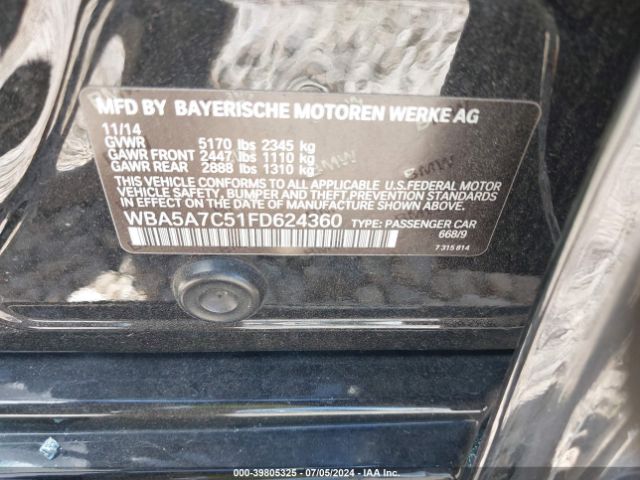 MFD BY BAYERISCHE MOTOREN WERKE AG
11/14
GVWR 5170 lbs 2345 kg
GAWR FRONT 2447 lbs 1110 kg
GAWR REAR 2888 lbs 1310 kg
THIS VEHICLE CONFORMS TO ALL APPLICABLE U.S.FEDERAL MOTOR
VEHICLE SAFETY, BUMPER AND THEFT PREVENTION STANDARDS IN
EFFECT ON THE DATE OF MANUFACTURE SHOWN ABOVE.
WBA5A7C51FD624360 TYPE: PASSENGER CAR
668/9
7 315 814
BMW
BMW
000-39805325 - 07/05/2024 - IAA Inc.